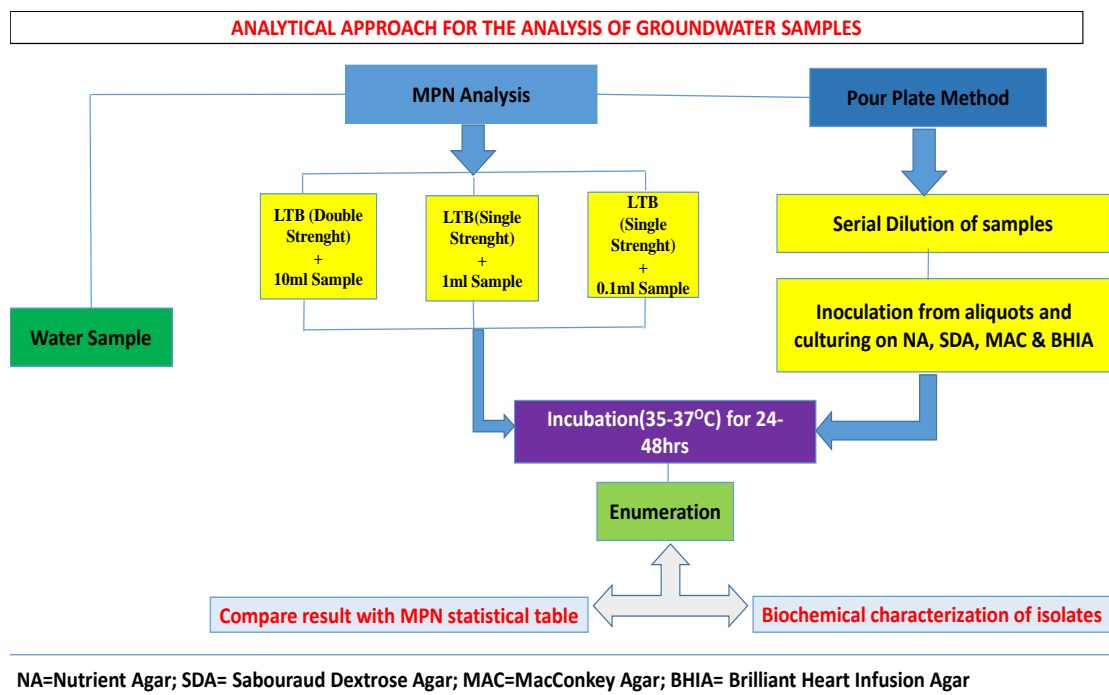 ANALYTICAL APPROACH FOR THE ANALYSIS OF GROUNDWATER SAMPLES
MPN Analysis
Pour Plate Method
LTB (Double
Strenght)
+
10ml Sample
LTB(Single
Strenght)
+
1ml Sample
LTB
(Single
Strenght)
+
0.1ml Sample
Serial Dilution of samples
Water Sample
Inoculation from aliquots and
culturing on NA, SDA, MAC & BHIA
Incubation(35-37⁰C) for 24-
48hrs
Enumeration
Compare result with MPN statistical table
Biochemical characterization of isolates
NA=Nutrient Agar; SDA= Sabouraud Dextrose Agar; MAC=MacConkey Agar; BHIA= Brilliant Heart Infusion Agar